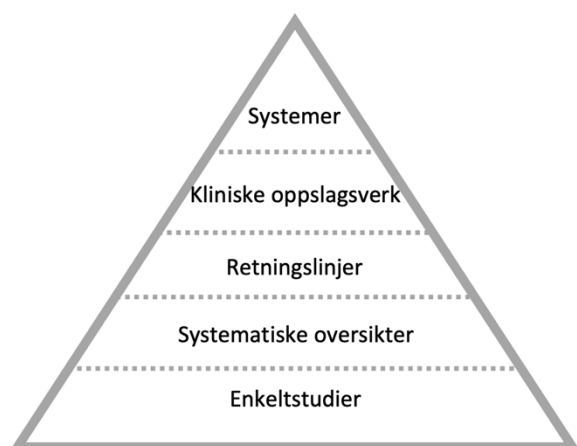 Systemer
Kliniske oppslagsverk
Retningslinjer
Systematiske oversikter
Enkeltstudier